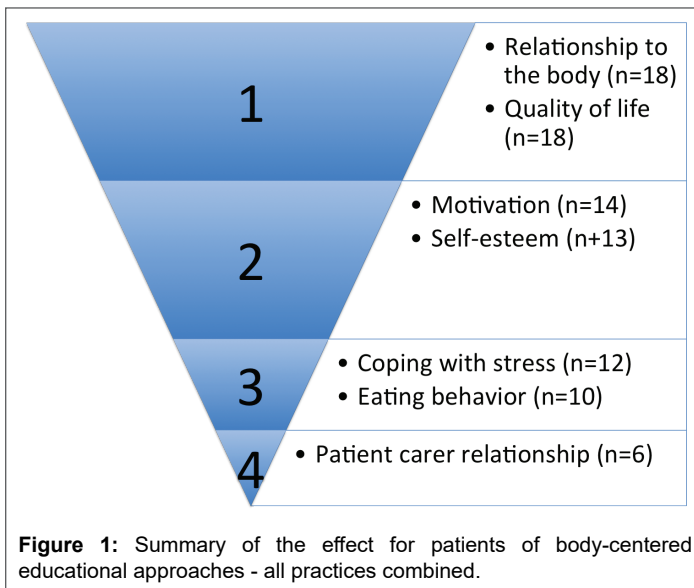 1
• Relationship to
the body (n=18)
• Quality of life
(n=18)
2
• Motivation (n=14)
• Self-esteem (n+13)
3
• Coping with stress (n=12)
• Eating behavior (n=10)
4
• Patient carer relationship (n=6)
Figure 1: Summary of the effect for patients of body-centered
educational approaches - all practices combined.